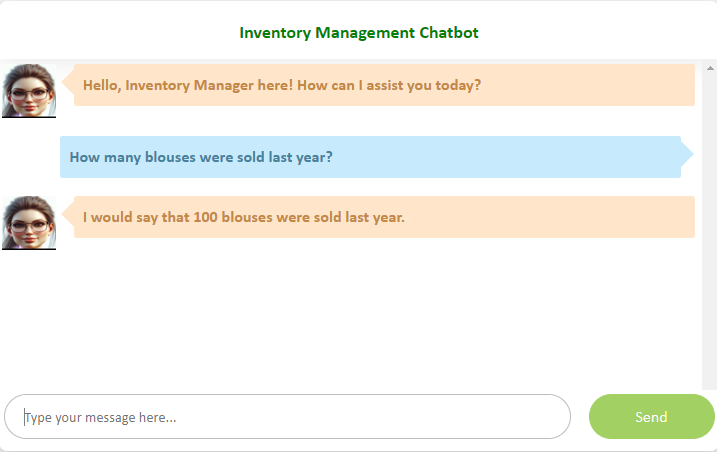 Inventory Management Chatbot
Hello, Inventory Manager here! How can I assist you today?
How many blouses were sold last year?
I would say that 100 blouses were sold last year.
Type your message here...
Send